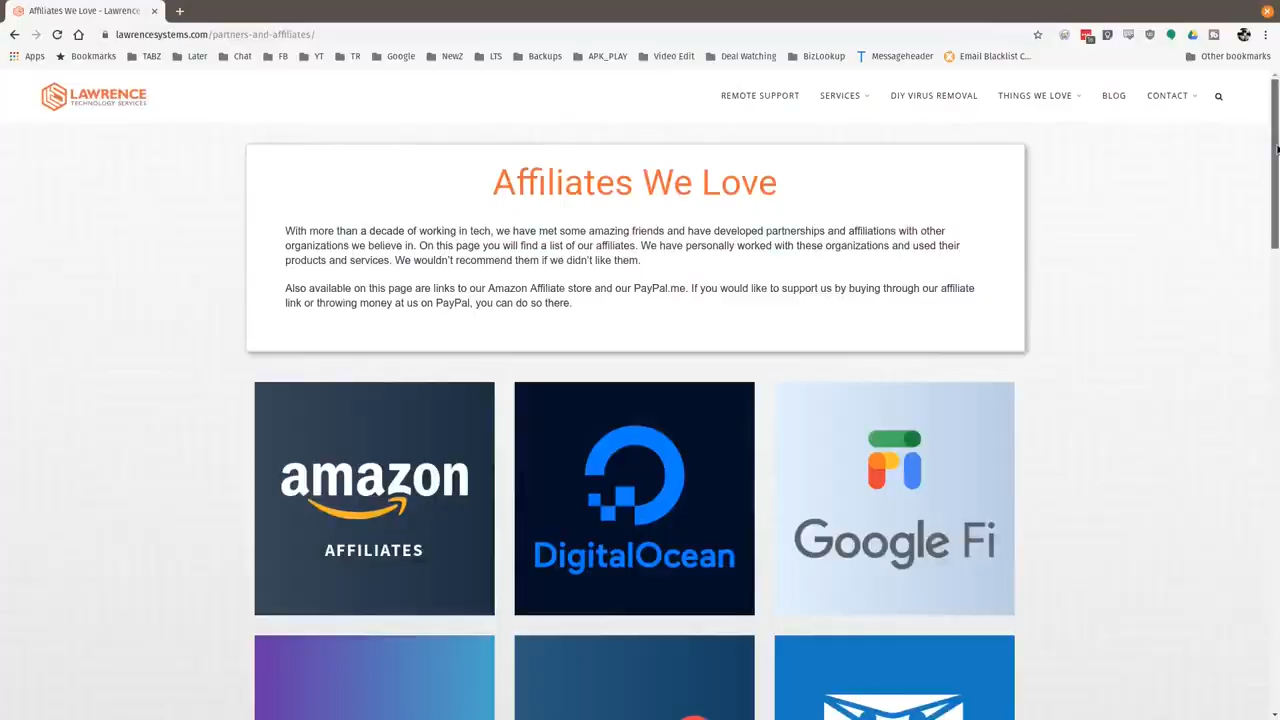 Affiliates We Love - Lawrence
lawrencesystems.com/partners-and-affiliates/
Apps Bookmarks TABZ Later Chat FB YT TR Google NewZ LTS Backups APK_PLAY Video Edit Deal Watching BizLookup Messageheader Email Blacklist C... Other bookmarks
LAWRENCE
TECHNOLOGY SERVICES
REMOTE SUPPORT SERVICES DIY VIRUS REMOVAL THINGS WE LOVE BLOG CONTACT
Affiliates We Love
With more than a decade of working in tech, we have met some amazing friends and have developed partnerships and affiliations with other
organizations we believe in. On this page you will find a list of our affiliates. We have personally worked with these organizations and used their
products and services. We wouldn't recommend them if we didn't like them.
Also available on this page are links to our Amazon Affiliate store and our PayPal.me. If you would like to support us by buying through our affiliate
link or throwing money at us on PayPal, you can do so there.
amazon
AFFILIATES
DigitalOcean
Google Fi